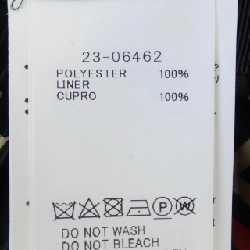 23-06462
POLYESTER 100%
LINER
CUPRO 100%
P W
DO NOT WASH
DO NOT BLEACH